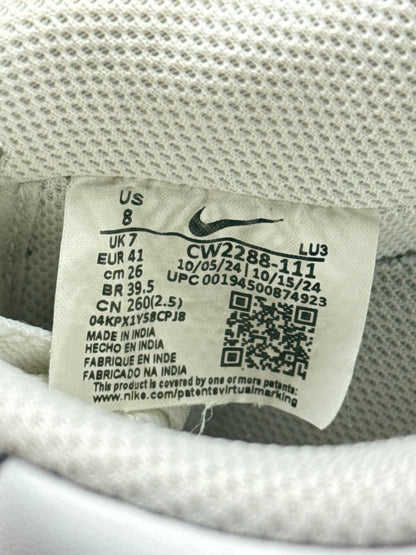 US
8
UK 7
EUR 41
cm 26
BR 39.5
CN 260(2.5)
LU3
CW2288-111
10/05/24 | 10/15/24
UPC 00194500874923
04KPX1Y58CPJ8
MADE IN INDIA
HECHO EN INDIA
FABRIQUE EN INDE
FABRICADO NA INDIA
This product is covered by one or more patents:
www.nike.com/patentsvirtualmarking